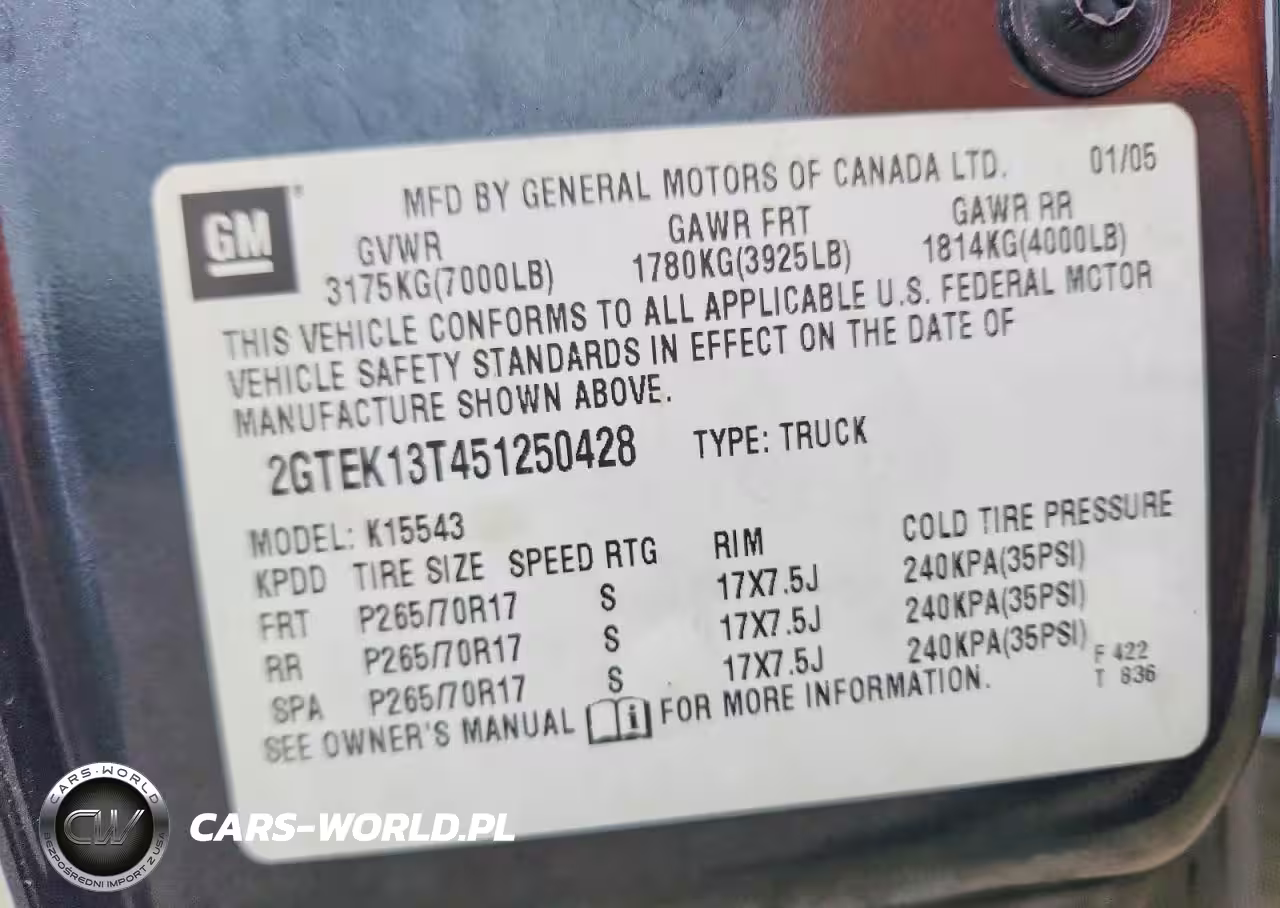 MFD BY GENERAL MOTORS OF CANADA LTD. 01/05
GM
GVWR GAWR FRT GAWR RR
3175KG(7000LB) 1780KG(3925LB) 1814KG(4000LB)
THIS VEHICLE CONFORMS TO ALL APPLICABLE U.S. FEDERAL MOTOR
VEHICLE SAFETY STANDARDS IN EFFECT ON THE DATE OF
MANUFACTURE SHOWN ABOVE.
2GTEK13T451250428 TYPE: TRUCK
MODEL: K15543
KPDD TIRE SIZE SPEED RTG RIM COLD TIRE PRESSURE
FRT P265/70R17 S 17X7.5J 240KPA(35PSI)
RR P265/70R17 S 17X7.5J 240KPA(35PSI)
SPA P265/70R17 S 17X7.5J 240KPA(35PSI)
SEE OWNER'S MANUAL FOR MORE INFORMATION.
F 422
T 836
CARS-WORLD
CW
BEZPOŚREDNI IMPORT Z USA
CARS-WORLD.PL